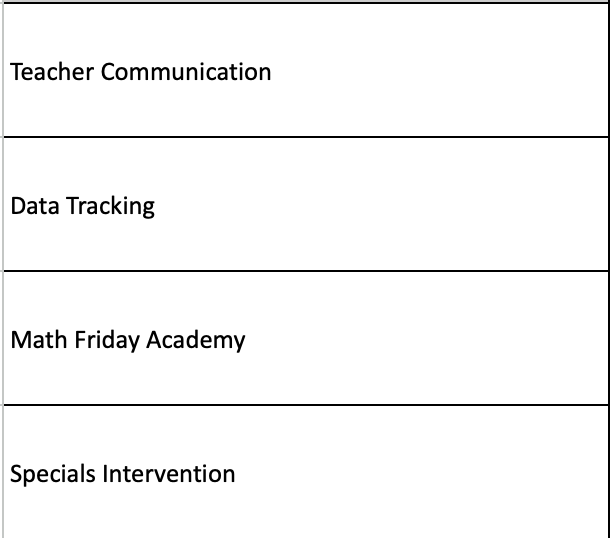 Teacher Communication
Data Tracking
Math Friday Academy
Specials Intervention